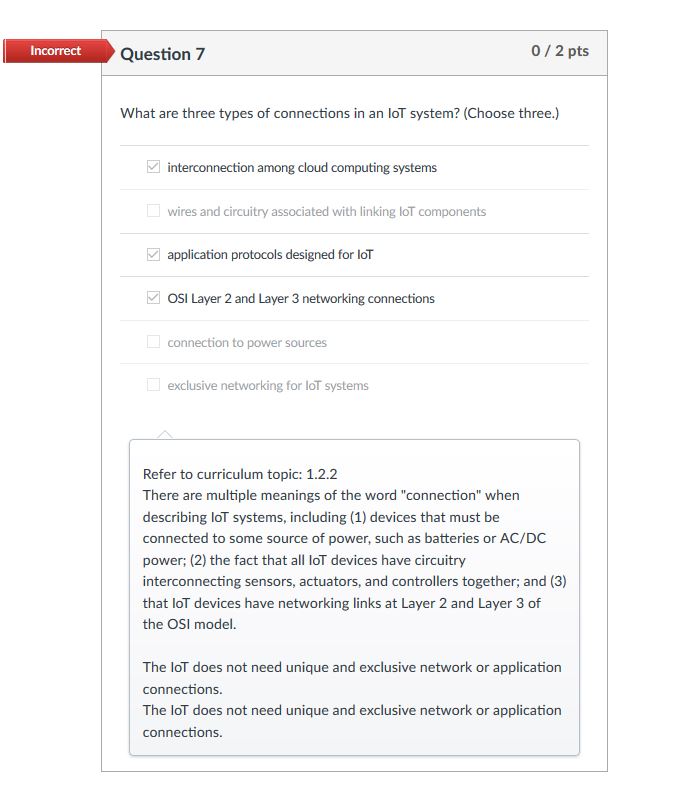 Incorrect
Question 7
0 / 2 pts
What are three types of connections in an IoT system? (Choose three.)
interconnection among cloud computing systems
wires and circuitry associated with linking IoT components
application protocols designed for IoT
OSI Layer 2 and Layer 3 networking connections
connection to power sources
exclusive networking for IoT systems
Refer to curriculum topic: 1.2.2
There are multiple meanings of the word "connection" when
describing IoT systems, including (1) devices that must be
connected to some source of power, such as batteries or AC/DC
power; (2) the fact that all IoT devices have circuitry
interconnecting sensors, actuators, and controllers together; and (3)
that IoT devices have networking links at Layer 2 and Layer 3 of
the OSI model.
The IoT does not need unique and exclusive network or application
connections.
The IoT does not need unique and exclusive network or application
connections.